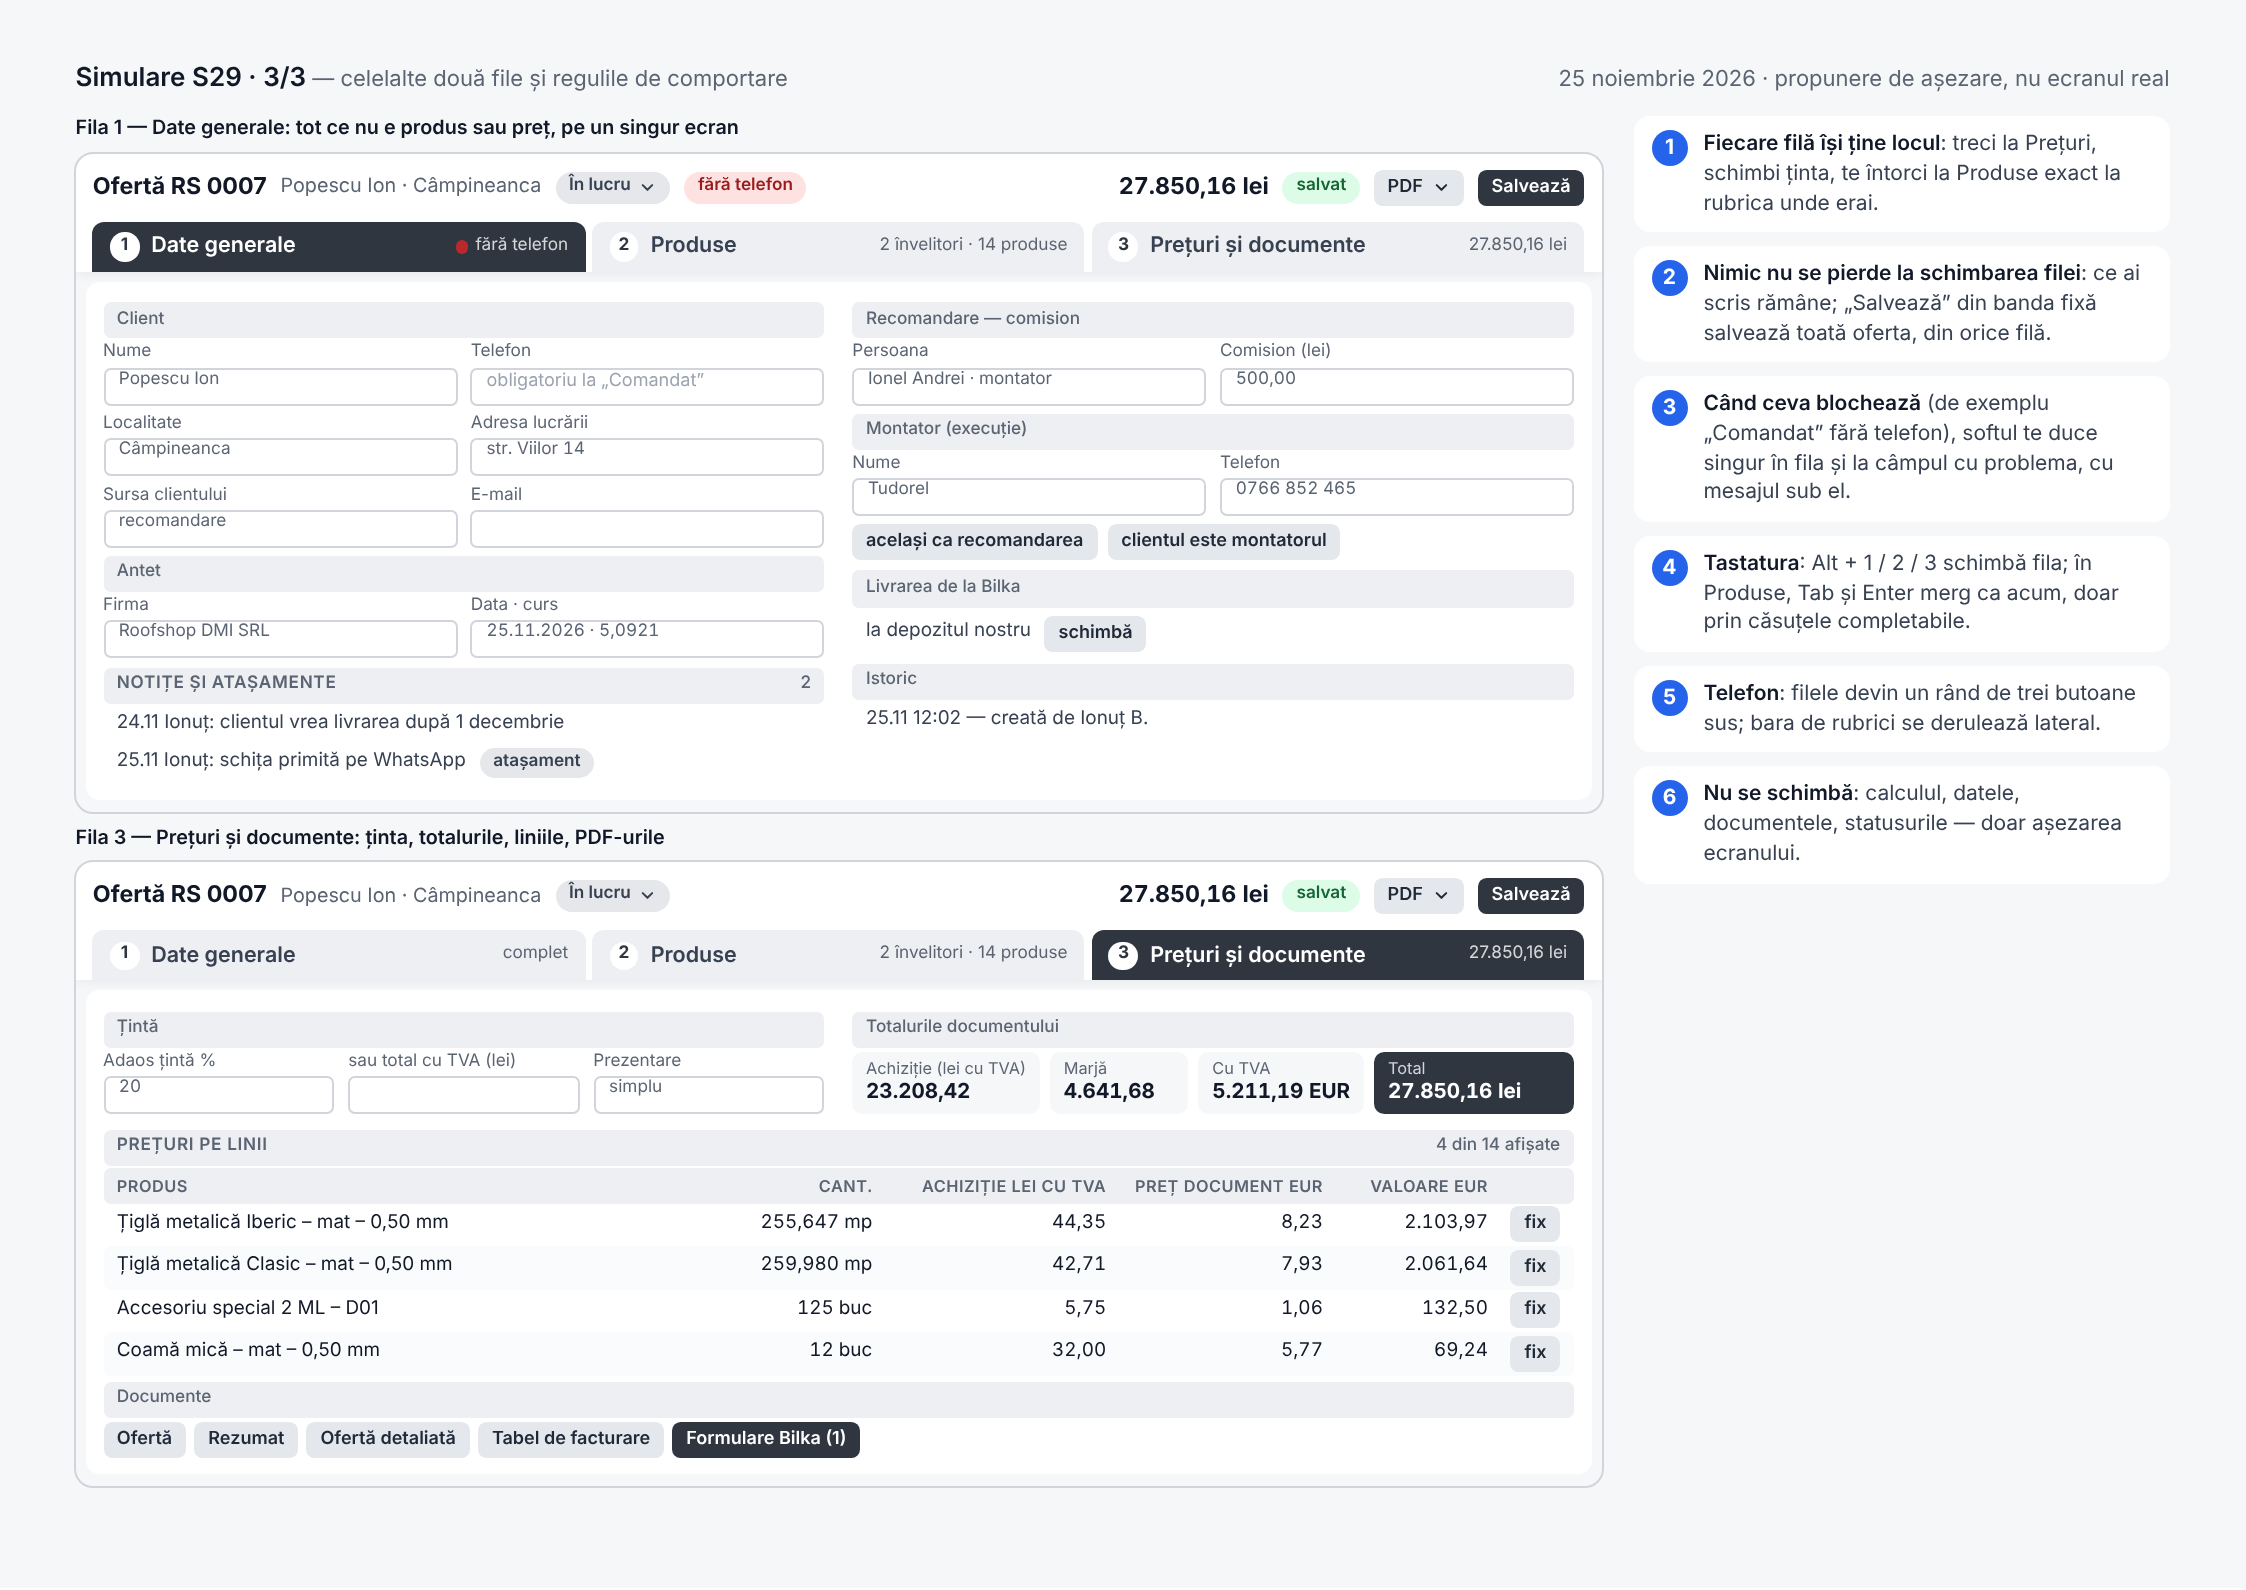 Simulare S29 · 3/3 — celelalte două file și regulile de comportare
25 noiembrie 2026 · propunere de așezare, nu ecranul real
Fila 1 — Date generale: tot ce nu e produs sau preț, pe un singur ecran
Ofertă RS 0007 Popescu Ion · Câmpineanca În lucru fără telefon 27.850,16 lei salvat PDF Salvează
1 Date generale fără telefon 2 Produse 2 învelitori · 14 produse 3 Prețuri și documente 27.850,16 lei
Client
Nume Telefon
Popescu Ion obligatoriu la „Comandat”
Localitate Adresa lucrării
Câmpineanca str. Viilor 14
Sursa clientului E-mail
recomandare
Antet
Firma Data · curs
Roofshop DMI SRL 25.11.2026 · 5,0921
NOTIȚE ȘI ATAȘAMENTE 2
24.11 Ionuț: clientul vrea livrarea după 1 decembrie
25.11 Ionuț: schița primită pe WhatsApp atașament
Recomandare — comision
Persoana Comision (lei)
Ionel Andrei · montator 500,00
Montator (execuție)
Nume Telefon
Tudorel 0766 852 465
același ca recomandarea clientul este montatorul
Livrarea de la Bilka
la depozitul nostru schimbă
Istoric
25.11 12:02 — creată de Ionuț B.
Fila 3 — Prețuri și documente: ținta, totalurile, liniile, PDF-urile
Ofertă RS 0007 Popescu Ion · Câmpineanca În lucru 27.850,16 lei salvat PDF Salvează
1 Date generale complet 2 Produse 2 învelitori · 14 produse 3 Prețuri și documente 27.850,16 lei
Țintă
Adaos țintă % sau total cu TVA (lei) Prezentare
20 simplu
Totalurile documentului
Achiziție (lei cu TVA) Marjă Cu TVA Total
23.208,42 4.641,68 5.211,19 EUR 27.850,16 lei
PREȚURI PE LINII 4 din 14 afișate
PRODUS CANT. ACHIZIȚIE LEI CU TVA PREȚ DOCUMENT EUR VALOARE EUR
Țiglă metalică Iberic – mat – 0,50 mm 255,647 mp 44,35 8,23 2.103,97 fix
Țiglă metalică Clasic – mat – 0,50 mm 259,980 mp 42,71 7,93 2.061,64 fix
Accesoriu special 2 ML – D01 125 buc 5,75 1,06 132,50 fix
Coamă mică – mat – 0,50 mm 12 buc 32,00 5,77 69,24 fix
Documente
Ofertă Rezumat Ofertă detaliată Tabel de facturare Formulare Bilka (1)
1 Fiecare filă își ține locul: treci la Prețuri,
schimbi ținta, te întorci la Produse exact la
rubrica unde erai.
2 Nimic nu se pierde la schimbarea filei: ce ai
scris rămâne; „Salvează” din banda fixă
salvează toată oferta, din orice filă.
3 Când ceva blochează (de exemplu
„Comandat” fără telefon), softul te duce
singur în fila și la câmpul cu problema, cu
mesajul sub el.
4 Tastatura: Alt + 1 / 2 / 3 schimbă fila; în
Produse, Tab și Enter merg ca acum, doar
prin căsuțele completabile.
5 Telefon: filele devin un rând de trei butoane
sus; bara de rubrici se derulează lateral.
6 Nu se schimbă: calculul, datele,
documentele, statusurile — doar așezarea
ecranului.